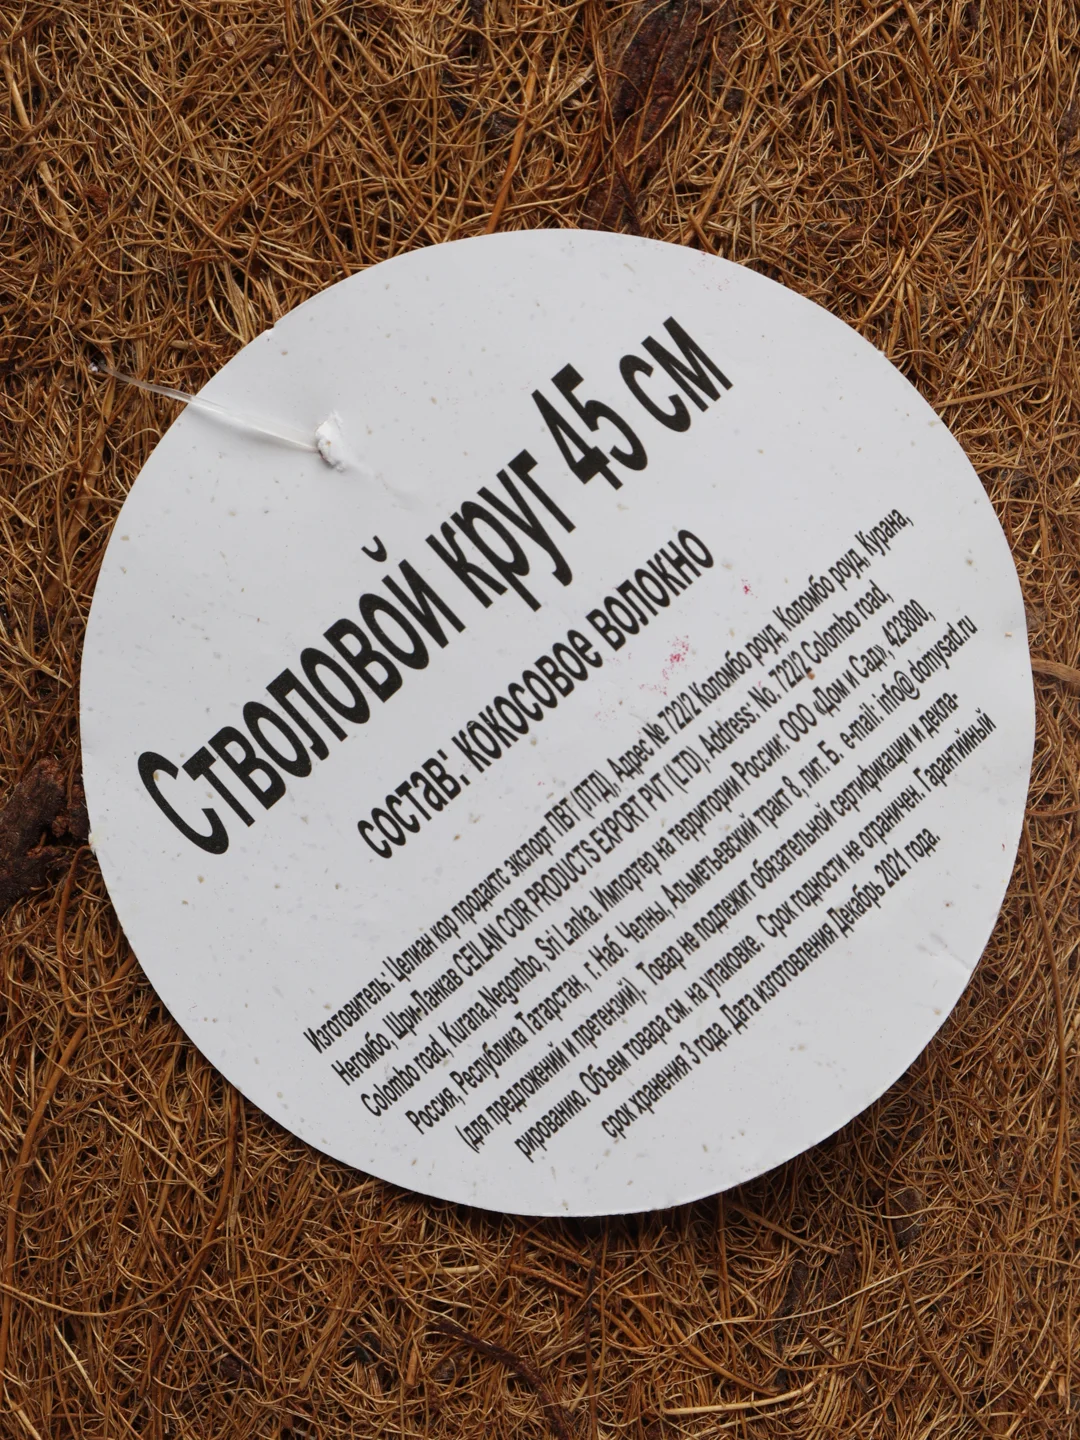 Стволовой круг 45 см
состав: кокосовое волокно
Изготовитель: Целиан кор продактс экспорт ПВТ (ЛТД). Адрес № 722/2 Коломбо роуд, Коломбо роуд, Курана,
Негомбо, Шри-Ланкав CEILAN COIR PRODUCTS EXPORT PVT (LTD). Address: No. 722/2 Colombo road,
Colombo road, Kurana,Negombo, Sri Lanka. Импортер на территории России: ООО «Дом и Сад», 423800,
Россия, Республика Татарстан, г. Наб. Челны, Альметьевский тракт 8, лит. Б. e-mail: info@domysad.ru
(для предложений и претензий). Товар не подлежит обязательной сертификации и декла-
рированию. Объем товара см. на упаковке. Срок годности не ограничен. Гарантийный
срок хранения 3 года. Дата изготовления Декабрь 2021 года.